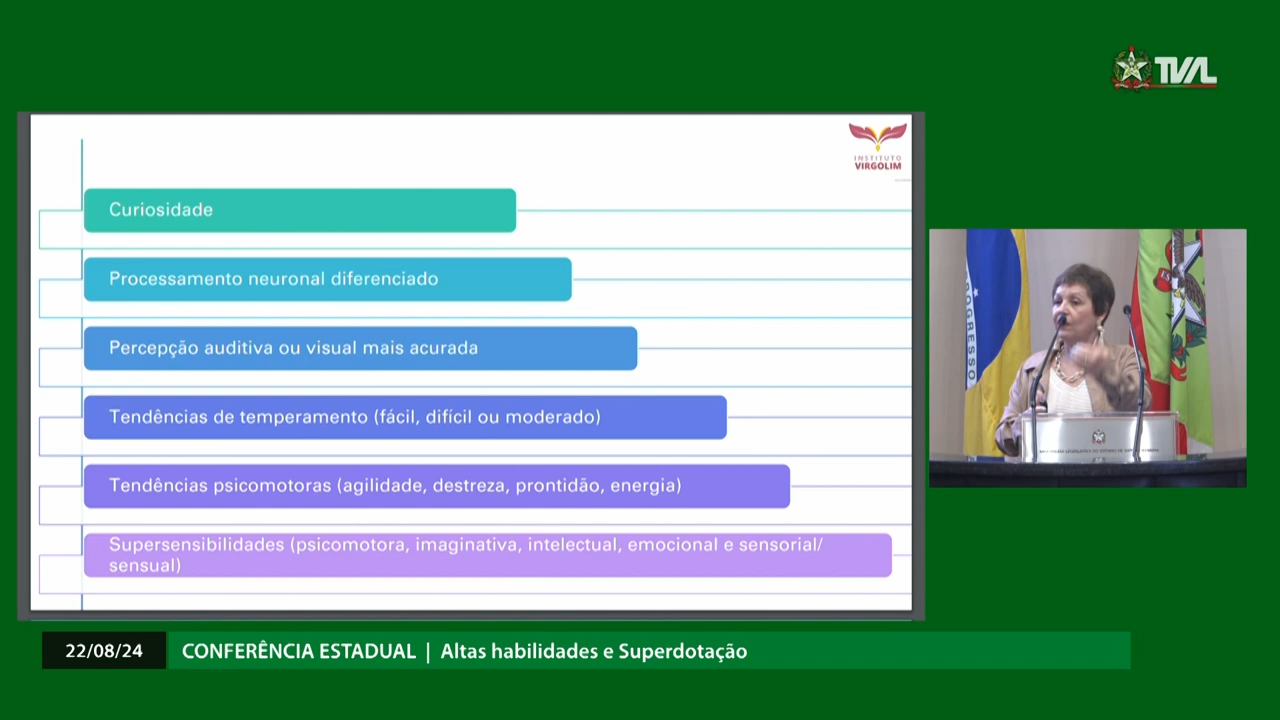 TVAL
INSTITUTO
VIRGOLIM
Curiosidade
Processamento neuronal diferenciado
Percepção auditiva ou visual mais acurada
Tendências de temperamento (fácil, difícil ou moderado)
Tendências psicomotoras (agilidade, destreza, prontidão, energia)
Supersensibilidades (psicomotora, imaginativa, intelectual, emocional e sensorial/
sensual)
ROGRESSO
22/08/24
CONFERÊNCIA ESTADUAL | Altas habilidades e Superdotação